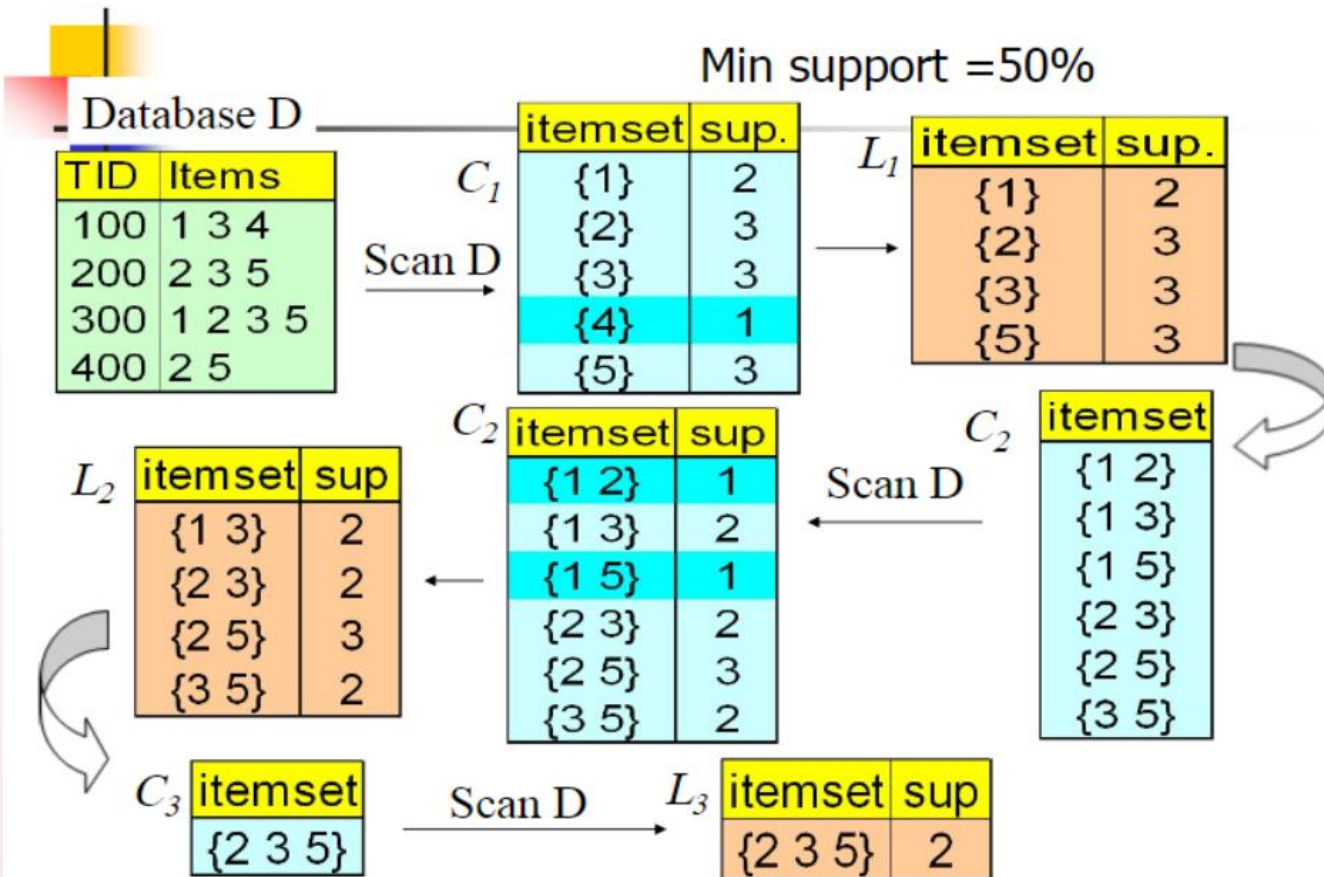 Min support =50%
Database D
TID Items
100 1 3 4
200 2 3 5
300 1 2 3 5
400 2 5
Scan D
C1
itemset sup.
{1} 2
{2} 3
{3} 3
{4} 1
{5} 3
L1
itemset sup.
{1} 2
{2} 3
{3} 3
{5} 3
C2
itemset
{1 2}
{1 3}
{1 5}
{2 3}
{2 5}
{3 5}
Scan D
C2
itemset sup
{1 2} 1
{1 3} 2
{1 5} 1
{2 3} 2
{2 5} 3
{3 5} 2
L2
itemset sup
{1 3} 2
{2 3} 2
{2 5} 3
{3 5} 2
C3
itemset
{2 3 5}
Scan D
L3
itemset sup
{2 3 5} 2